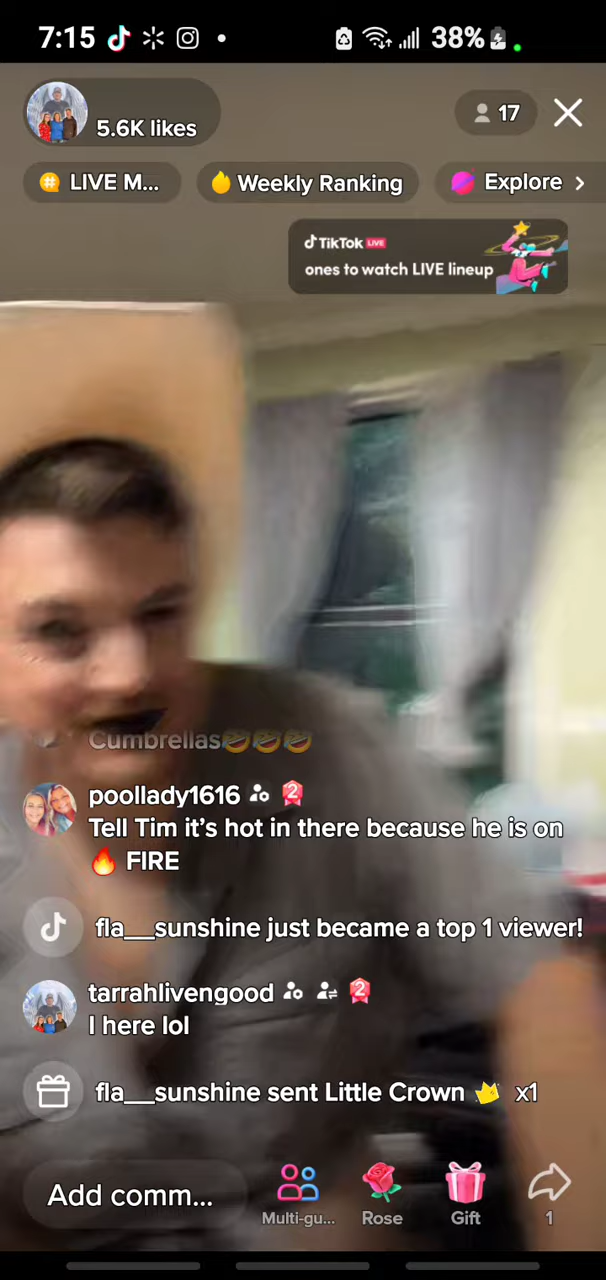 7:15
38%
5.6K likes
17
LIVE M...
Weekly Ranking
Explore
TikTok LIVE
ones to watch LIVE lineup
Cumbrellas🤣🤣🤣
poollady1616 2
Tell Tim it's hot in there because he is on
🔥 FIRE
fla__sunshine just became a top 1 viewer!
tarrahlivengood 2
I here lol
fla__sunshine sent Little Crown x1
Add comm...
Multi-gu...
Rose
Gift
1